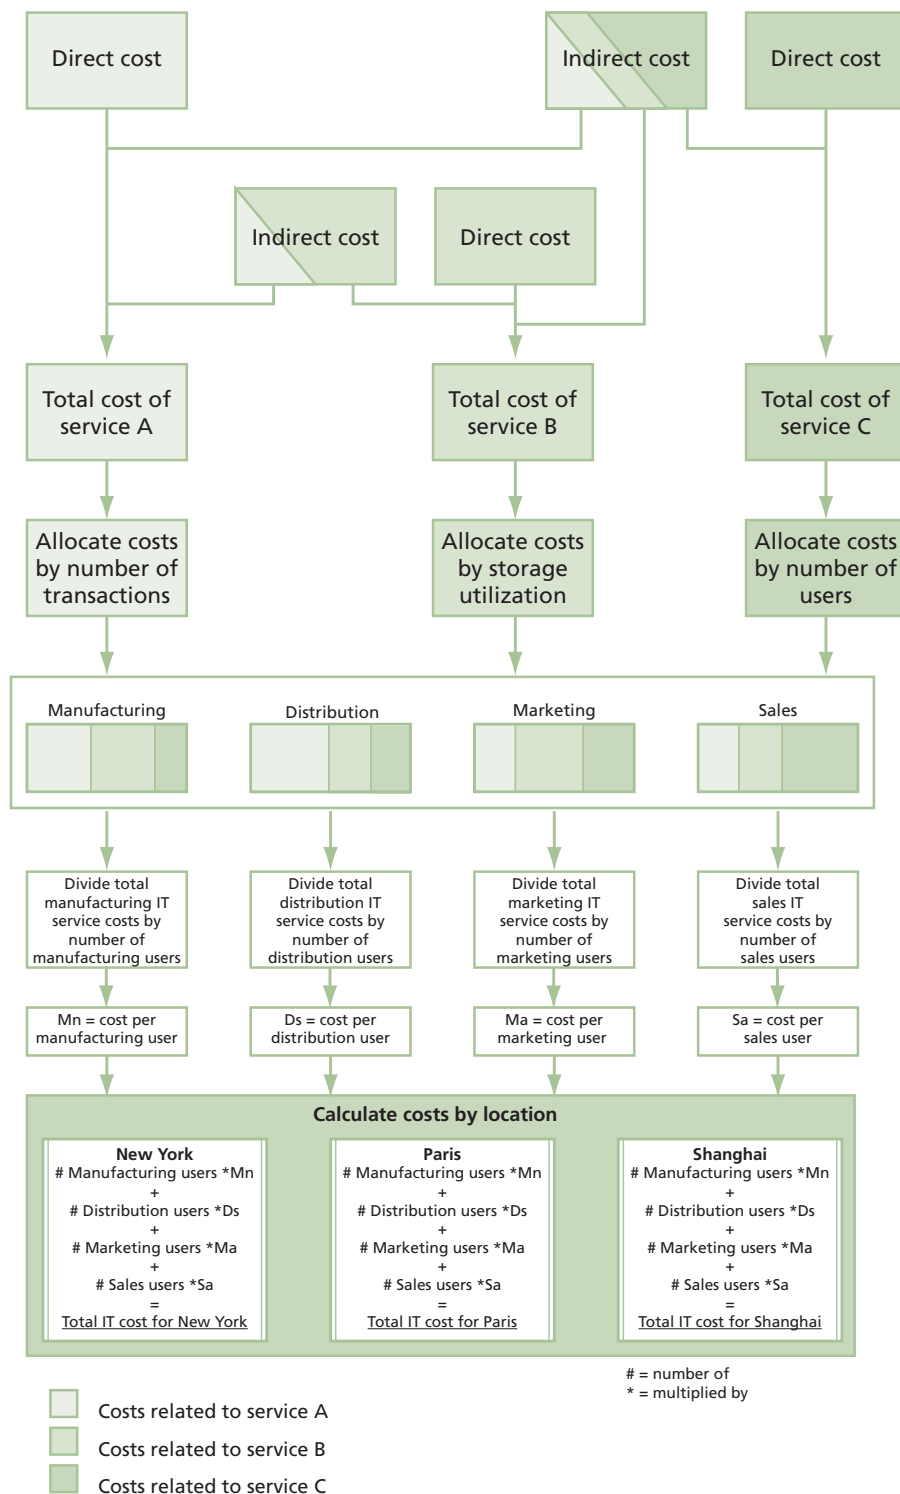 Direct cost
Indirect cost
Direct cost
Indirect cost
Direct cost
Total cost of
service A
Total cost of
service B
Total cost of
service C
Allocate costs
by number of
transactions
Allocate costs
by storage
utilization
Allocate costs
by number of
users
Manufacturing
Distribution
Marketing
Sales
Divide total
manufacturing IT
service costs by
number of
manufacturing users
Divide total
distribution IT
service costs by
number of
distribution users
Divide total
marketing IT
service costs by
number of
marketing users
Divide total
sales IT
service costs by
number of
sales users
Mn = cost per
manufacturing user
Ds = cost per
distribution user
Ma = cost per
marketing user
Sa = cost per
sales user
Calculate costs by location
New York
# Manufacturing users *Mn
+
# Distribution users *Ds
+
# Marketing users *Ma
+
# Sales users *Sa
=
Total IT cost for New York
Paris
# Manufacturing users *Mn
+
# Distribution users *Ds
+
# Marketing users *Ma
+
# Sales users *Sa
=
Total IT cost for Paris
Shanghai
# Manufacturing users *Mn
+
# Distribution users *Ds
+
# Marketing users *Ma
+
# Sales users *Sa
=
Total IT cost for Shanghai
# = number of
* = multiplied by
Costs related to service A
Costs related to service B
Costs related to service C